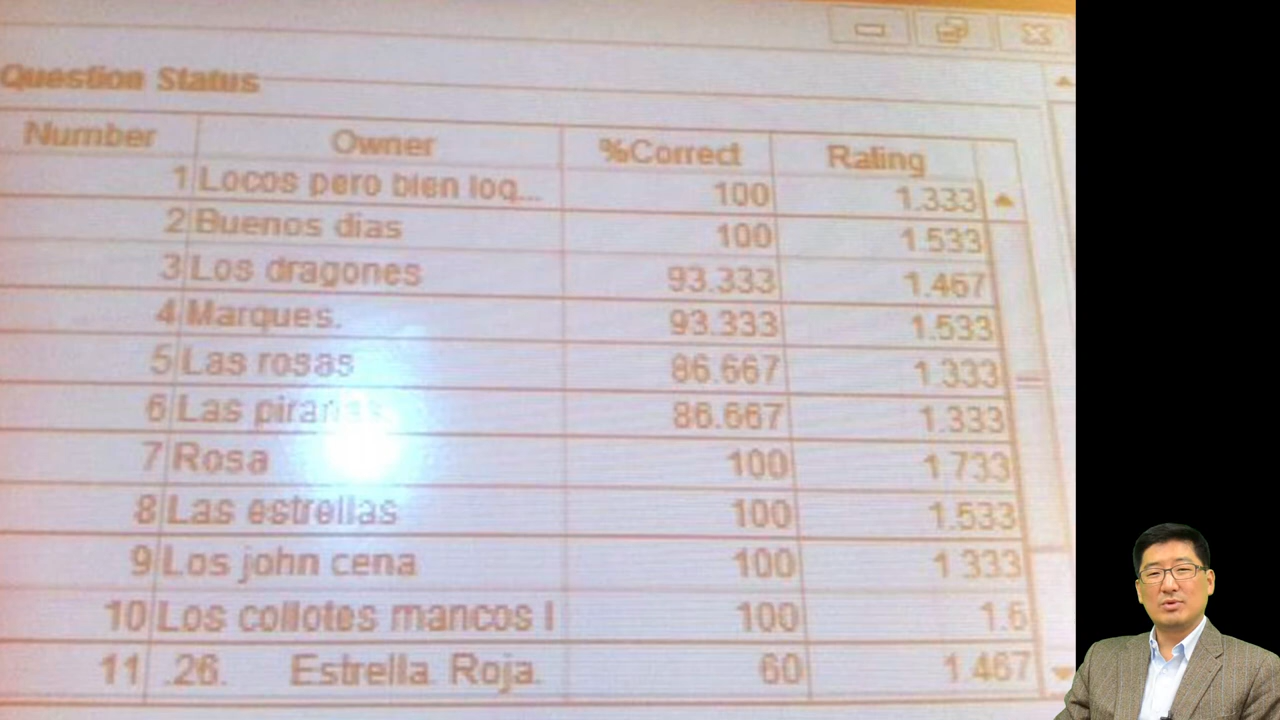 Question Status
Number Owner %Correct Rating
1 Locos pero bien loq... 100 1.333
2 Buenos dias 100 1.533
3 Los dragones 93.333 1.467
4 Marques. 93.333 1.533
5 Las rosas 86.667 1.333
6 Las 86.667 1.333
7 Rosa 100 1.733
8 Las estrellas 100 1.533
9 Los john cena 100 1.333
10 Los collotes mancos l 100 1.6
11 .26. Estrella Roja. 60 1.467